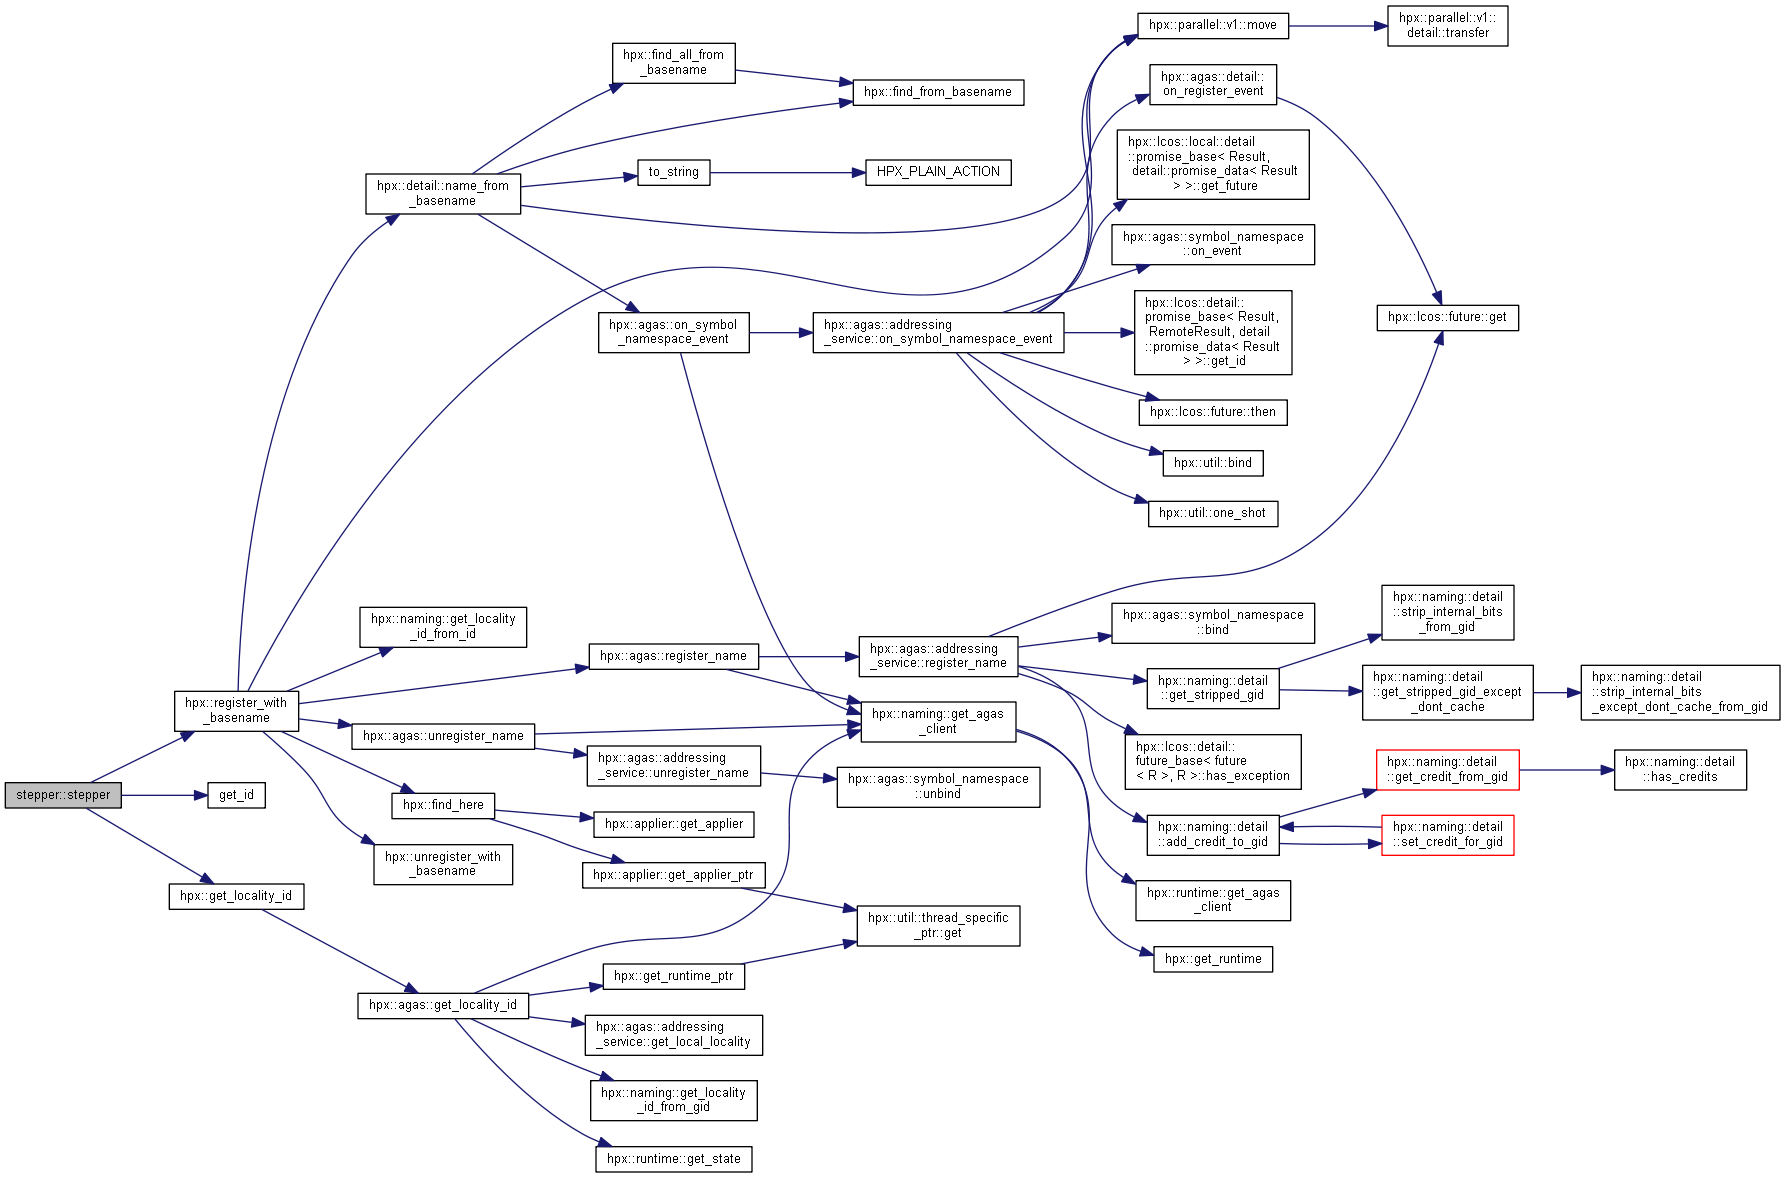 stepper::stepper
hpx::register_with
_basename
get_id
hpx::get_locality_id
hpx::detail::name_from
_basename
hpx::naming::get_locality
_id_from_id
hpx::agas::unregister_name
hpx::find_here
hpx::unregister_with
_basename
hpx::agas::get_locality_id
hpx::find_all_from
_basename
to_string
hpx::agas::on_symbol
_namespace_event
hpx::agas::register_name
hpx::agas::addressing
_service::unregister_name
hpx::applier::get_applier
hpx::applier::get_applier_ptr
hpx::get_runtime_ptr
hpx::agas::addressing
_service::get_local_locality
hpx::naming::get_locality
_id_from_gid
hpx::runtime::get_state
hpx::find_from_basename
HPX_PLAIN_ACTION
hpx::agas::addressing
_service::on_symbol_namespace_event
hpx::agas::addressing
_service::register_name
hpx::naming::get_agas
_client
hpx::agas::symbol_namespace
::unbind
hpx::util::thread_specific
_ptr::get
hpx::parallel::v1::move
hpx::agas::detail::
on_register_event
hpx::lcos::local::detail
::promise_base< Result,
detail::promise_data< Result
> >::get_future
hpx::agas::symbol_namespace
::on_event
hpx::lcos::detail::
promise_base< Result,
RemoteResult, detail
::promise_data< Result
> >::get_id
hpx::lcos::future::then
hpx::util::bind
hpx::util::one_shot
hpx::agas::symbol_namespace
::bind
hpx::naming::detail
::get_stripped_gid
hpx::lcos::detail::
future_base< future
< R >, R >::has_exception
hpx::naming::detail
::add_credit_to_gid
hpx::runtime::get_agas
_client
hpx::get_runtime
hpx::parallel::v1::
detail::transfer
hpx::lcos::future::get
hpx::naming::detail
::strip_internal_bits
_from_gid
hpx::naming::detail
::get_stripped_gid_except
_dont_cache
hpx::naming::detail
::get_credit_from_gid
hpx::naming::detail
::set_credit_for_gid
hpx::naming::detail
::strip_internal_bits
_except_dont_cache_from_gid
hpx::naming::detail
::has_credits